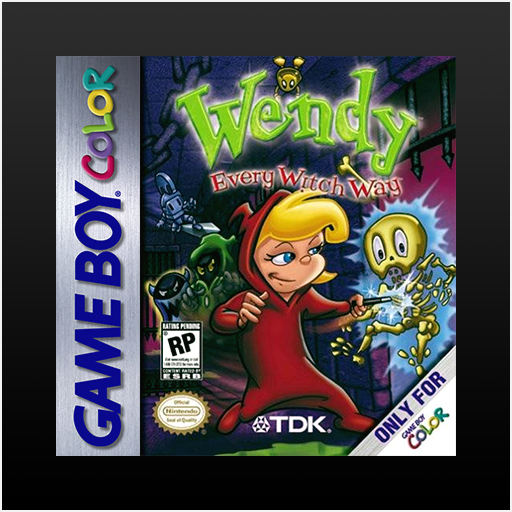 GAME BOY COLOR
Wendy
Every Witch Way
RATING PENDING
RP
CONTENT RATED BY
ESRB
Official
Nintendo
Seal of Quality
TDK
ONLY FOR
GAME BOY
COLOR